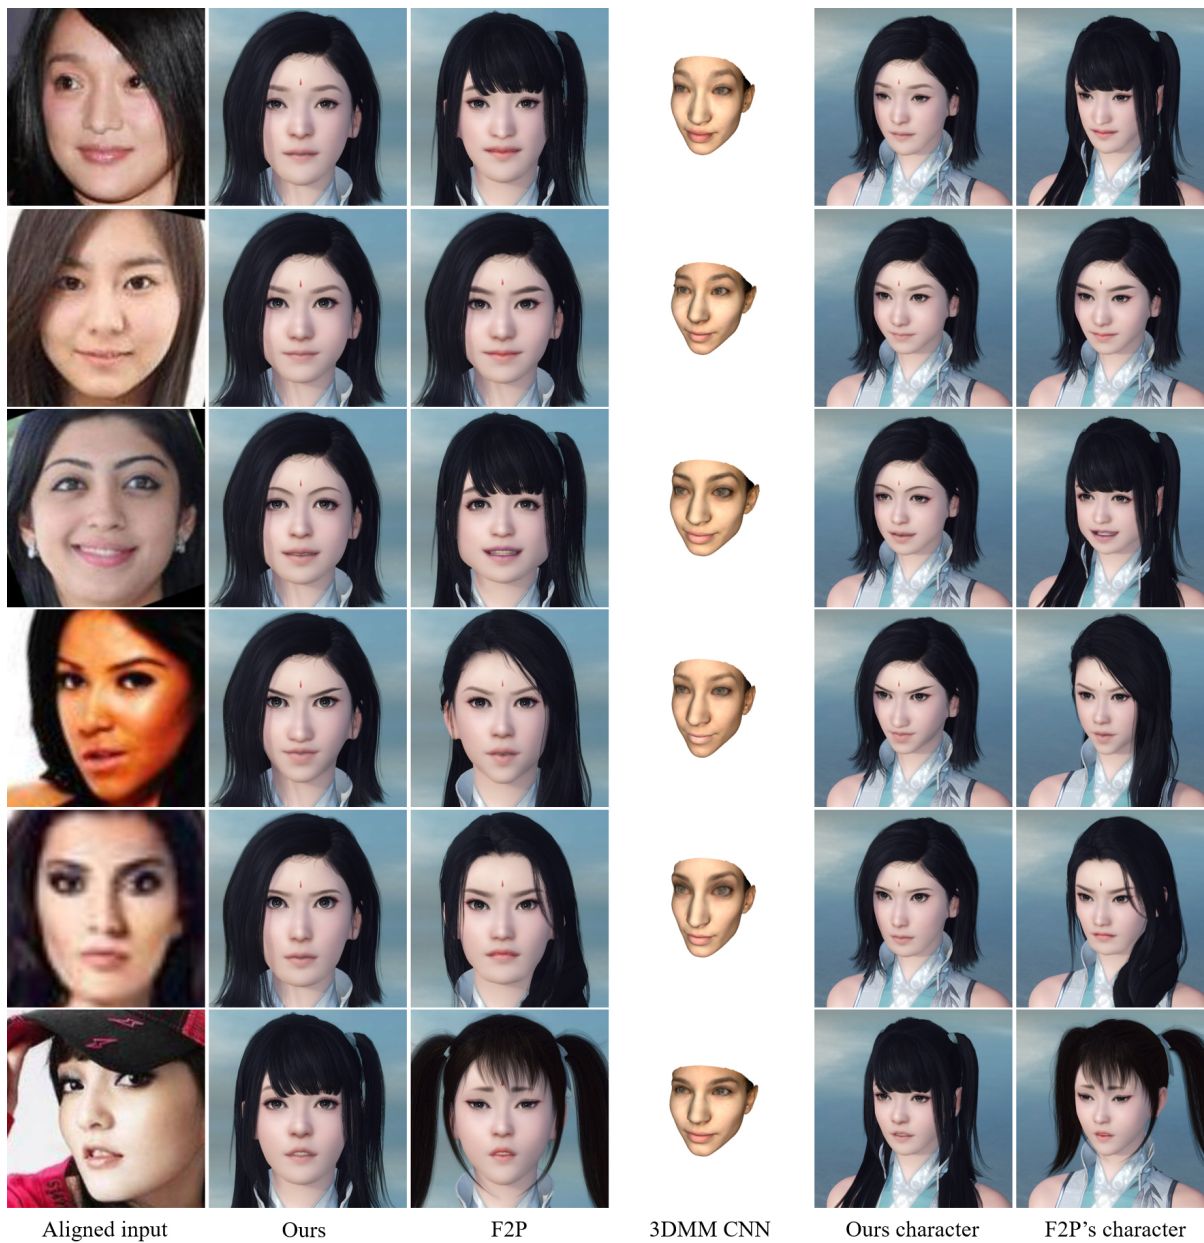 Aligned input
Ours
F2P
3DMM CNN
Ours character
F2P's character